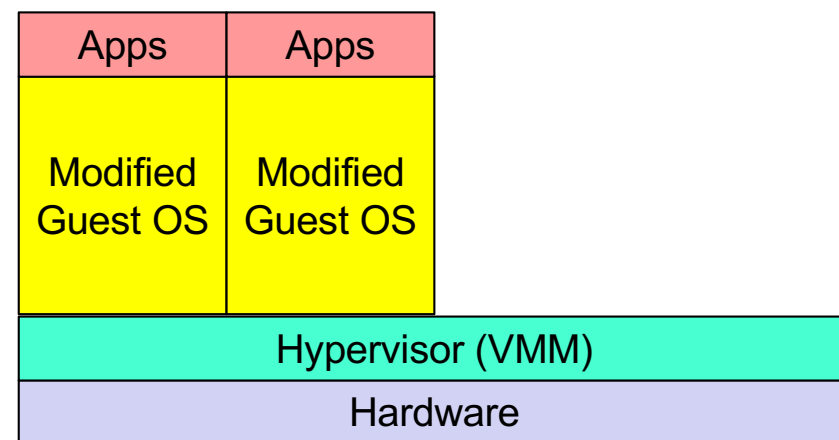 Apps Apps
Modified Modified
Guest OS Guest OS
Hypervisor (VMM)
Hardware